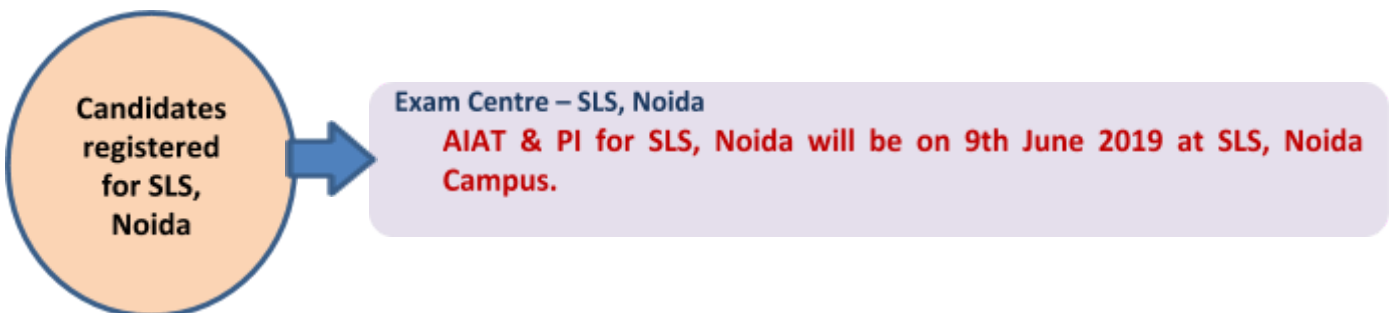 Candidates
registered
for SLS,
Noida
Exam Centre – SLS, Noida
AIAT & PI for SLS, Noida will be on 9th June 2019 at SLS, Noida
Campus.